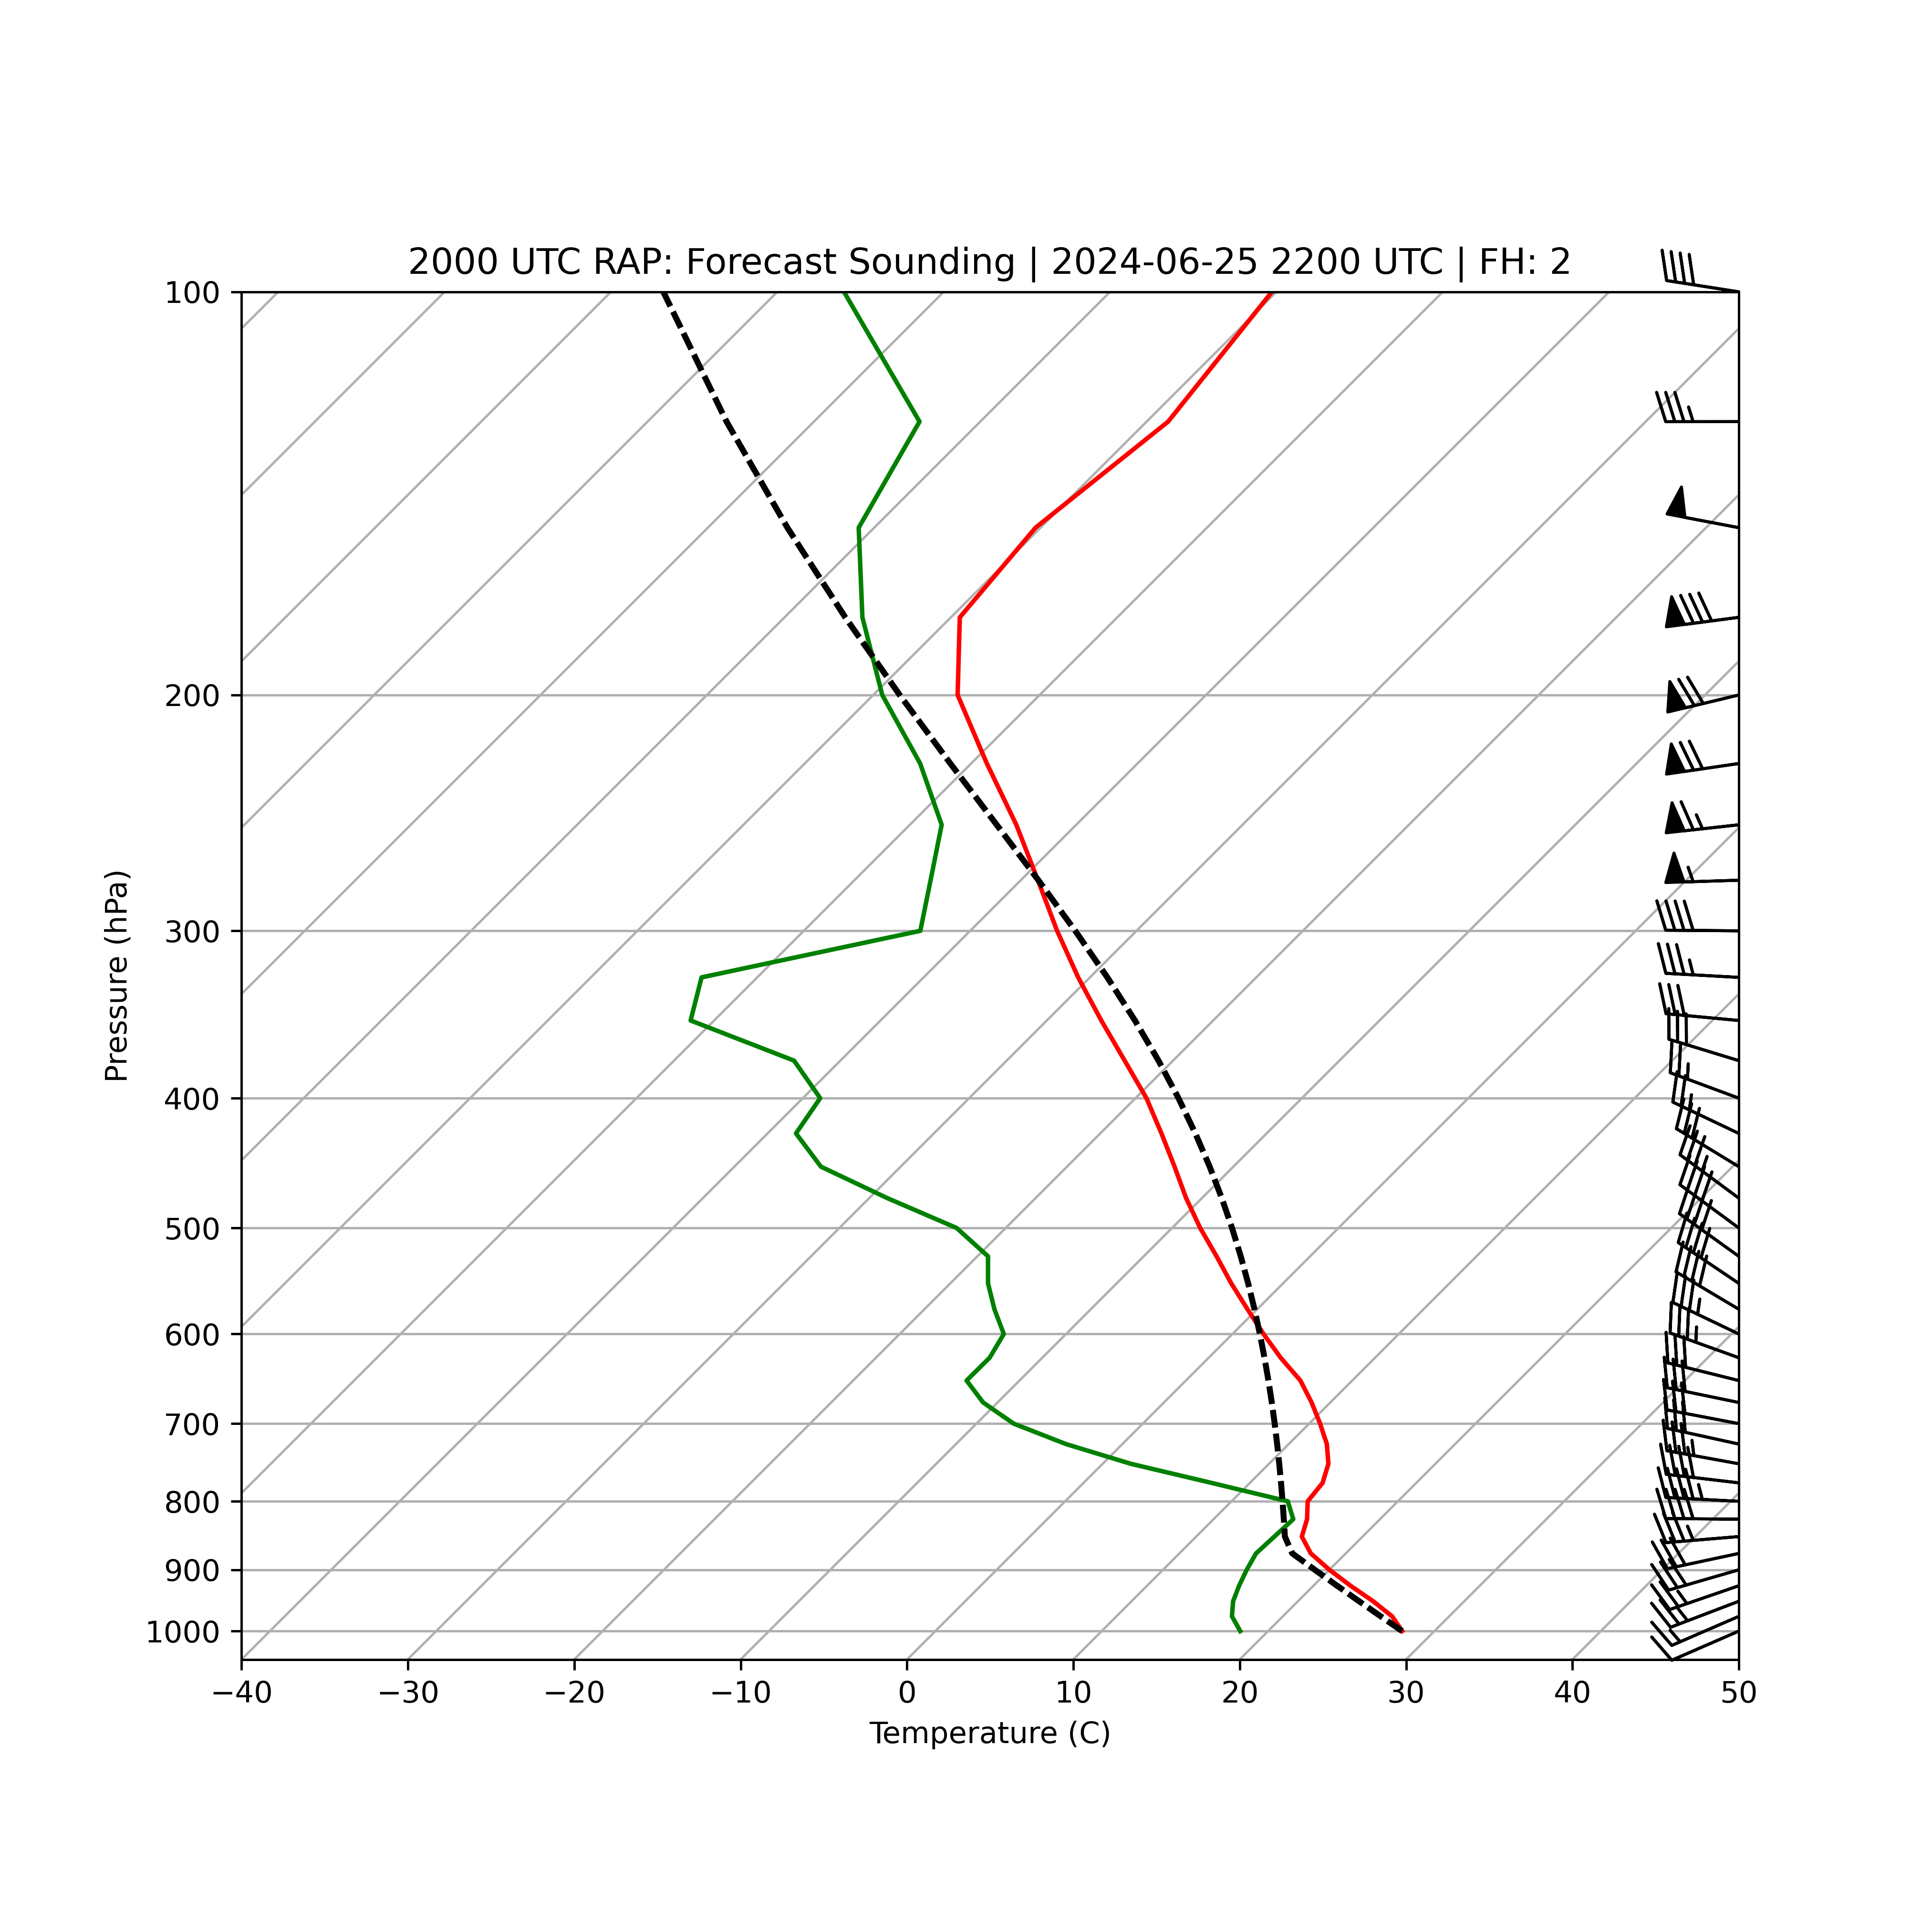 2000 UTC RAP: Forecast Sounding | 2024-06-25 2200 UTC | FH: 2
100
200
300
400
500
600
700
800
900
1000
Pressure (hPa)
−40 −30 −20 −10 0 10 20 30 40 50
Temperature (C)